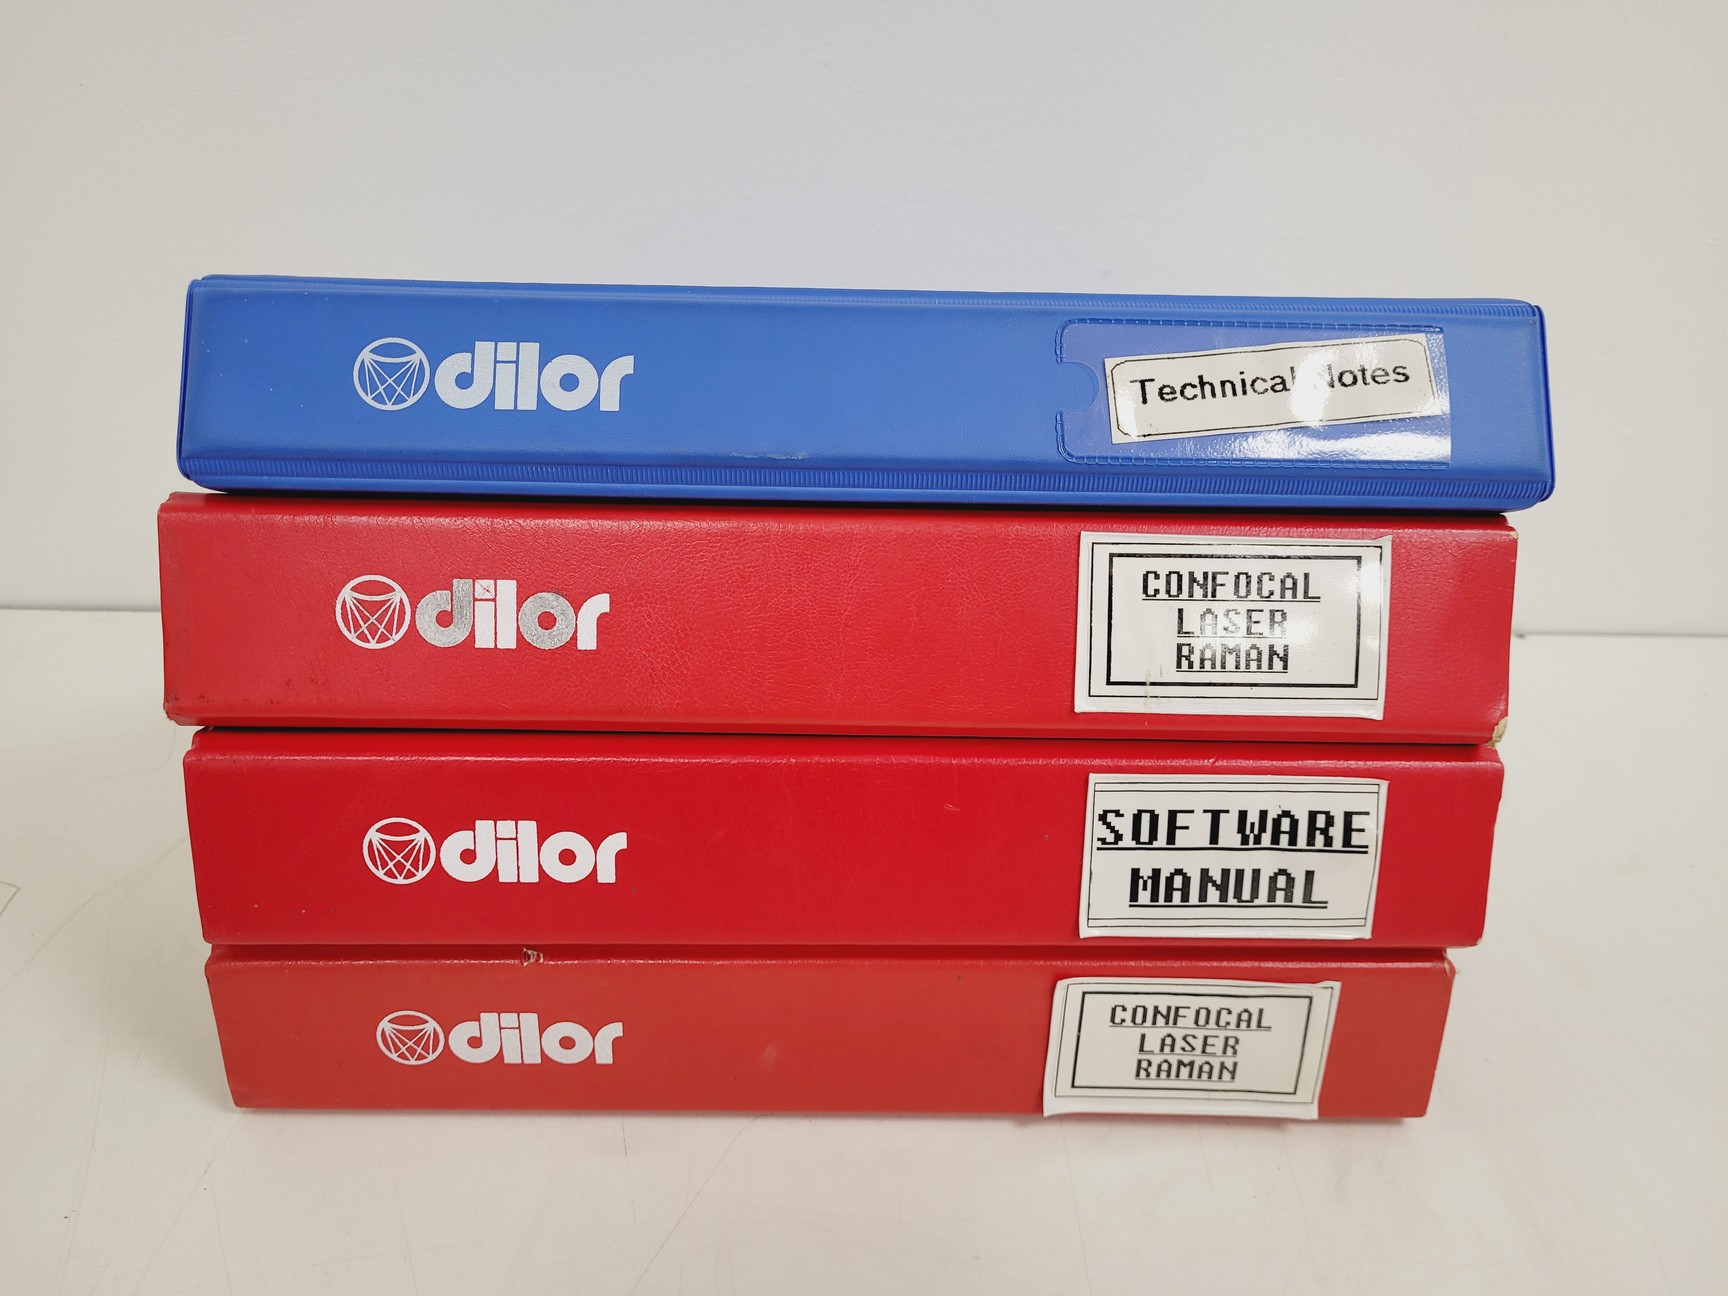 dilor
Technical Notes
dilor
CONFOCAL
LASER
RAMAN
dilor
SOFTWARE
MANUAL
dilor
CONFOCAL
LASER
RAMAN